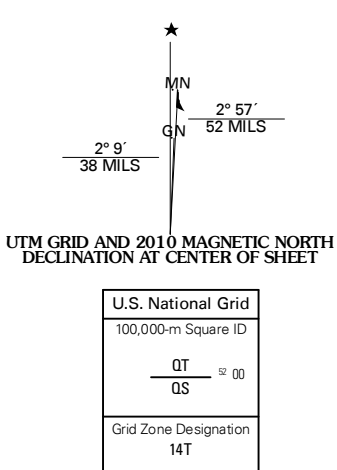 ★
MN
2° 57´
52 MILS
GN
2° 9´
38 MILS
UTM GRID AND 2010 MAGNETIC NORTH
DECLINATION AT CENTER OF SHEET
U.S. National Grid
100,000-m Square ID
QT
52 00
QS
Grid Zone Designation
14T